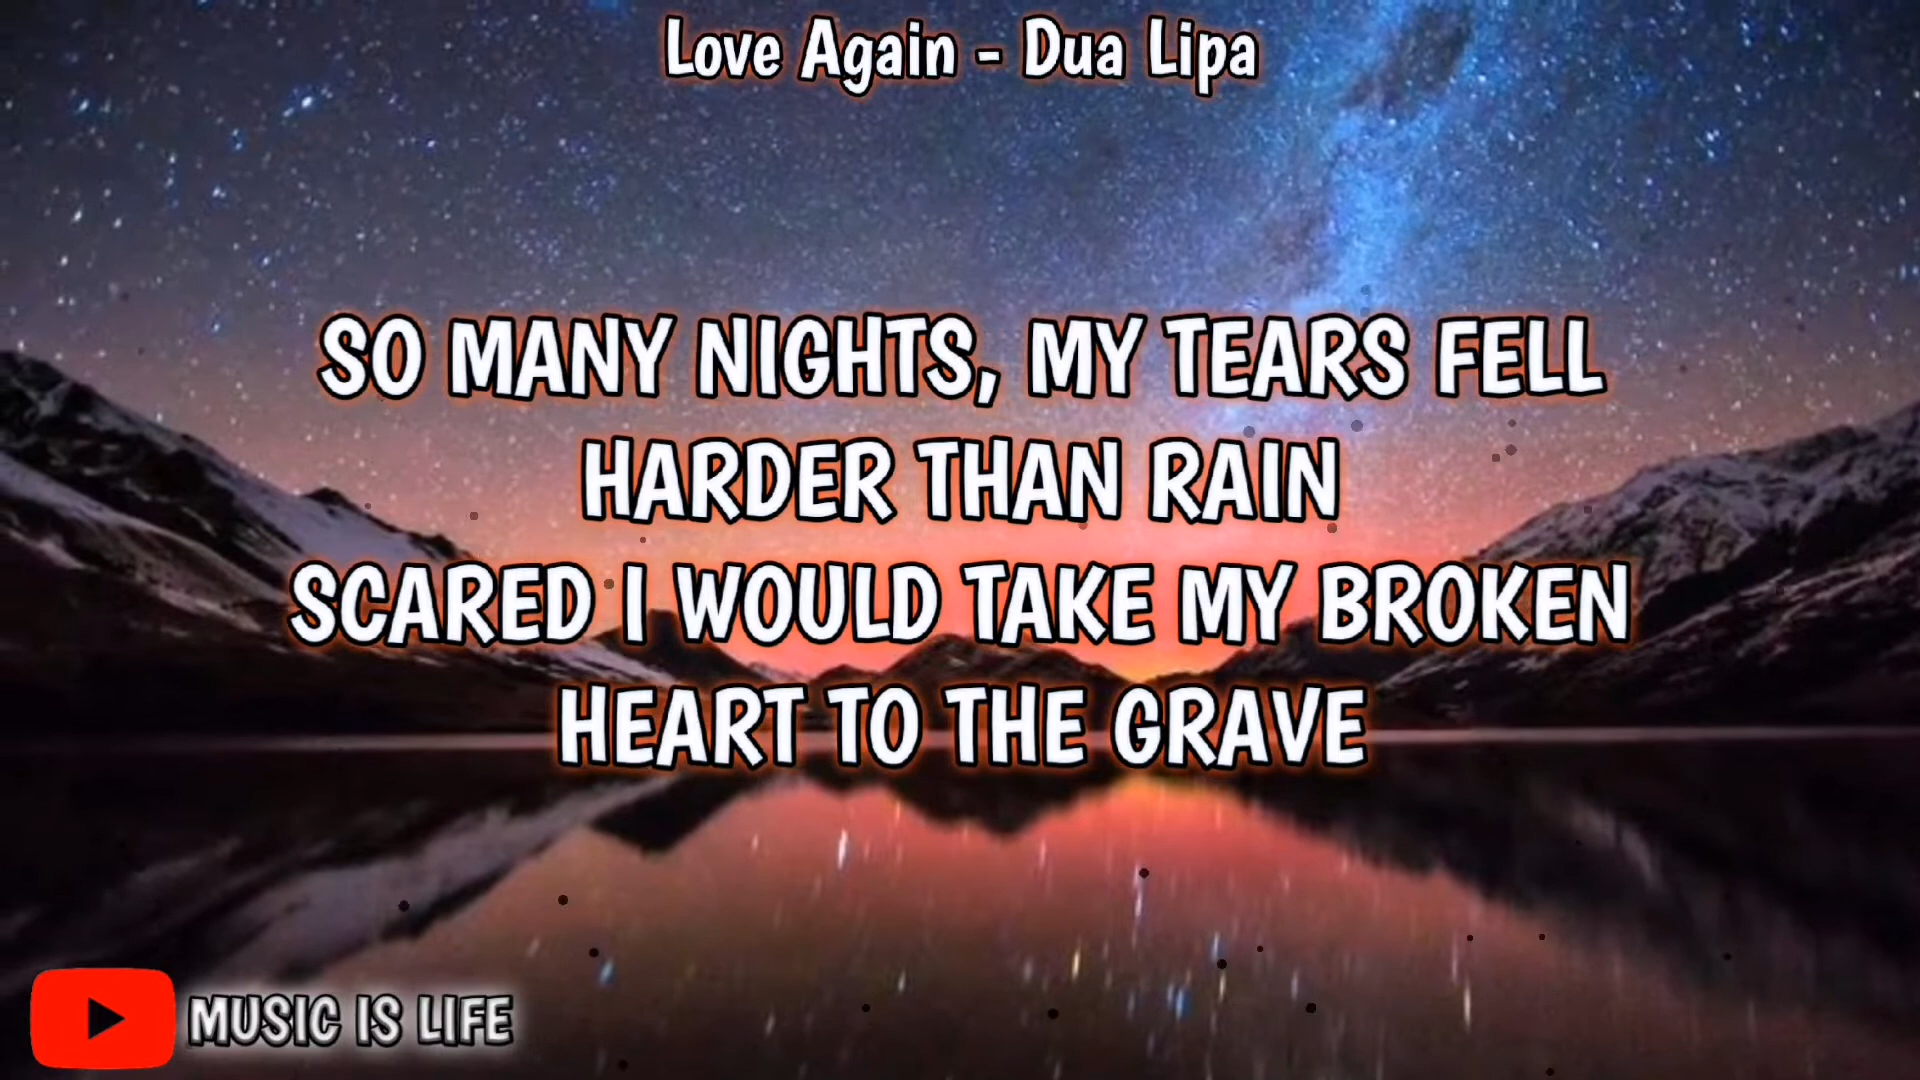 Love Again - Dua Lipa
SO MANY NIGHTS, MY TEARS FELL
HARDER THAN RAIN
SCARED I WOULD TAKE MY BROKEN
HEART TO THE GRAVE
MUSIC IS LIFE